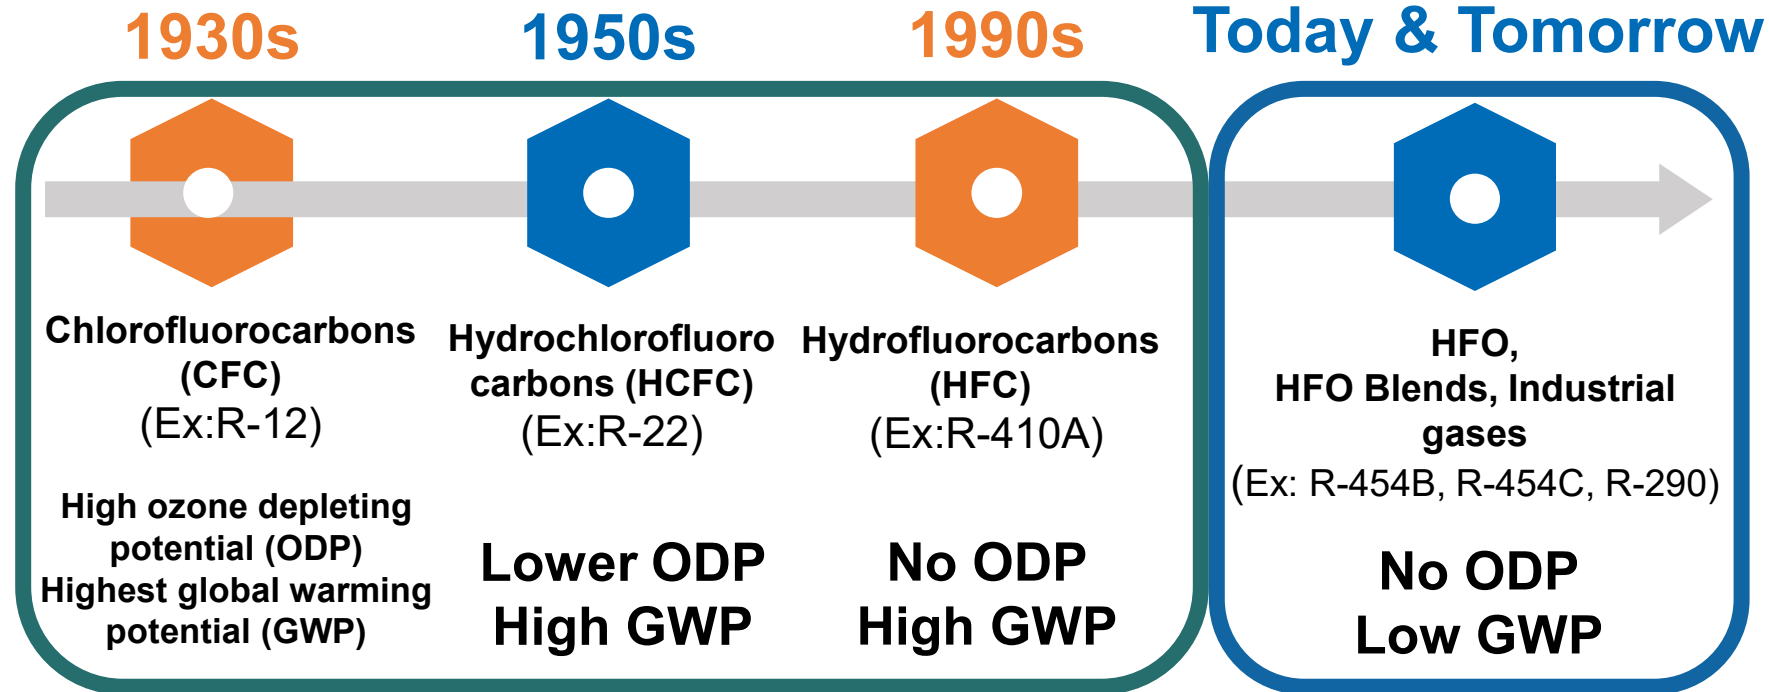 1930s
Chlorofluorocarbons
(CFC)
(Ex:R-12)
High ozone depleting
potential (ODP)
Highest global warming
potential (GWP)
1950s
Hydrochlorofluoro
carbons (HCFC)
(Ex:R-22)
Lower ODP
High GWP
1990s
Hydrofluorocarbons
(HFC)
(Ex:R-410A)
No ODP
High GWP
Today & Tomorrow
HFO,
HFO Blends, Industrial
gases
(Ex: R-454B, R-454C, R-290)
No ODP
Low GWP